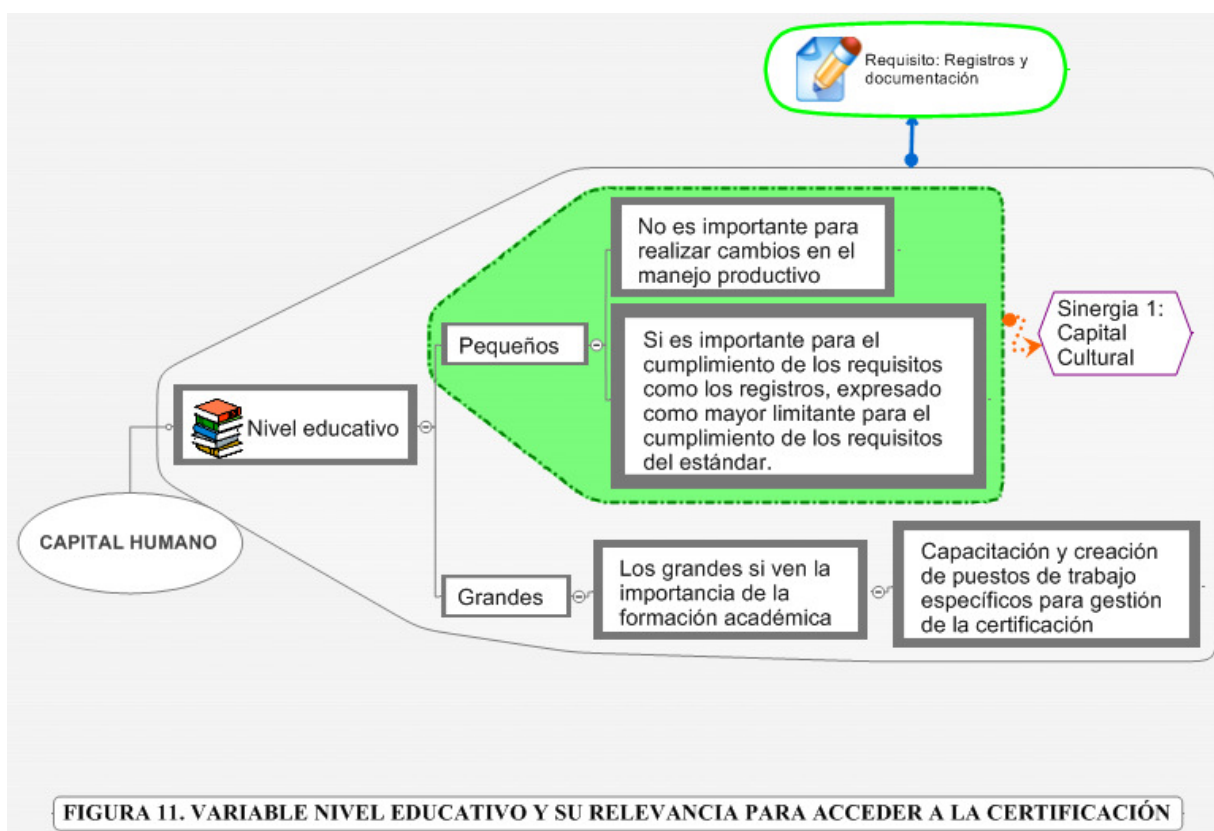 Requisito: Registros y
documentación
No es importante para
realizar cambios en el
manejo productivo
Pequeños
Si es importante para el
cumplimiento de los requisitos
como los registros, expresado
como mayor limitante para el
cumplimiento de los requisitos
del estándar.
Sinergia 1:
Capital
Cultural
Nivel educativo
CAPITAL HUMANO
Grandes
Los grandes si ven la
importancia de la
formación académica
Capacitación y creación
de puestos de trabajo
específicos para gestión
de la certificación
FIGURA 11. VARIABLE NIVEL EDUCATIVO Y SU RELEVANCIA PARA ACCEDER A LA CERTIFICACIÓN